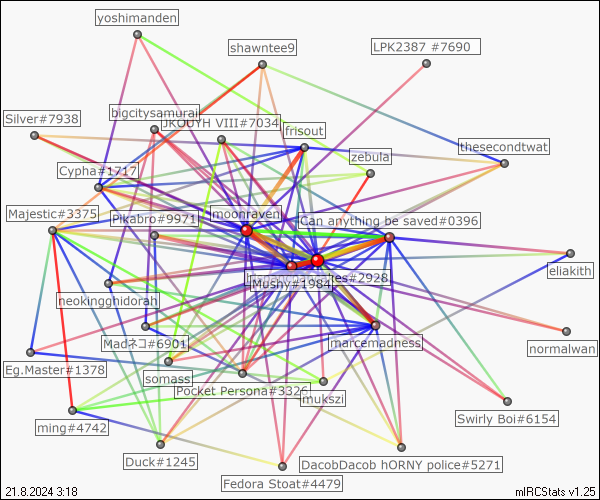 yoshimanden
shawntee9
LPK2387 #7690
Silver#7938
bigcitysamurai
JKOUYH VIII#7034
frisout
thesecondtwat
zebula
Cypha#1717
Majestic#3375
Pikabro#9971
moonraven
Can anything be saved#0396
eliakith
neokingghidorah
Mushy#1984
#2928
normalwan
Madネコ#6901
marcemadness
Eg.Master#1378
somass
Pocket Persona#3326
mukszi
Swirly Boi#6154
ming#4742
Duck#1245
DacobDacob hORNY police#5271
Fedora Stoat#4479
21.8.2024 3:18
mIRCStats v1.25